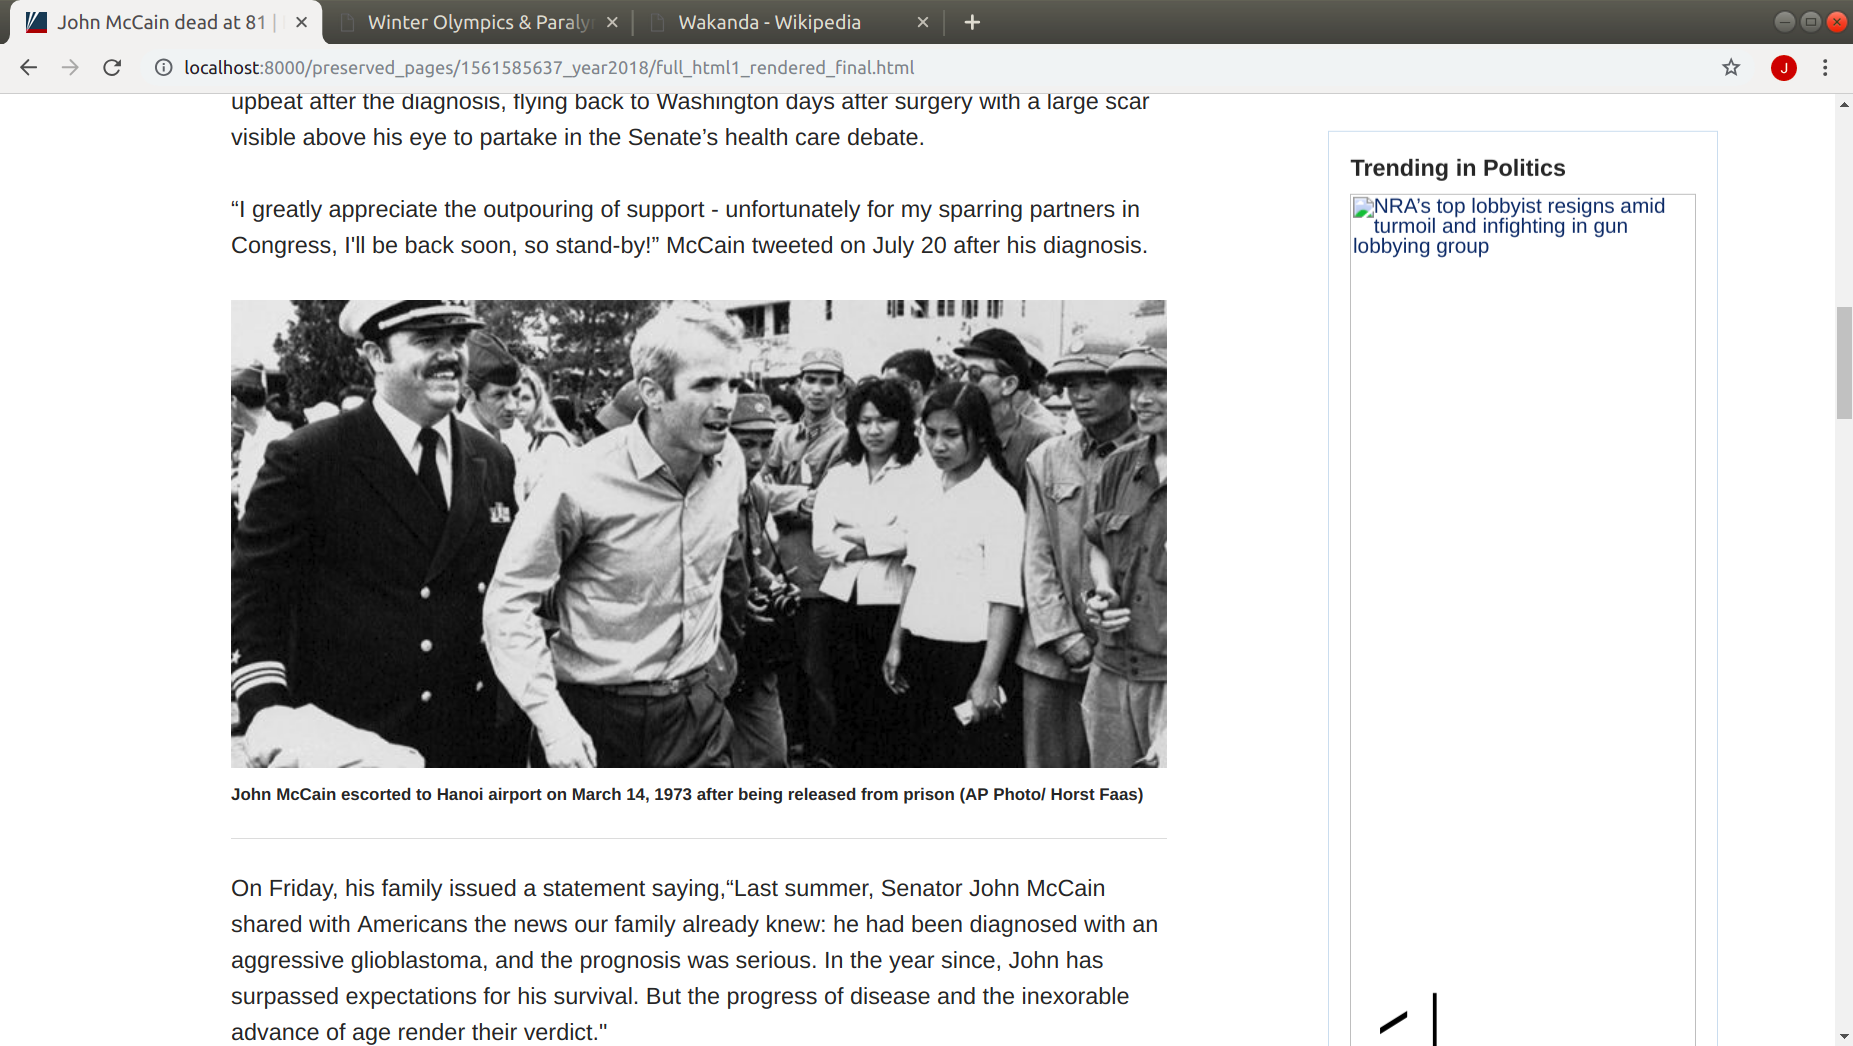 John McCain dead at 81 |
Winter Olympics & Paraly
Wakanda - Wikipedia
localhost:8000/preserved_pages/1561585637_year2018/full_html1_rendered_final.html
J
upbeat after the diagnosis, flying back to Washington days after surgery with a large scar
visible above his eye to partake in the Senate’s health care debate.
“I greatly appreciate the outpouring of support - unfortunately for my sparring partners in
Congress, I'll be back soon, so stand-by!” McCain tweeted on July 20 after his diagnosis.
John McCain escorted to Hanoi airport on March 14, 1973 after being released from prison (AP Photo/ Horst Faas)
On Friday, his family issued a statement saying,“Last summer, Senator John McCain
shared with Americans the news our family already knew: he had been diagnosed with an
aggressive glioblastoma, and the prognosis was serious. In the year since, John has
surpassed expectations for his survival. But the progress of disease and the inexorable
advance of age render their verdict."
Trending in Politics
NRA’s top lobbyist resigns amid
turmoil and infighting in gun
lobbying group